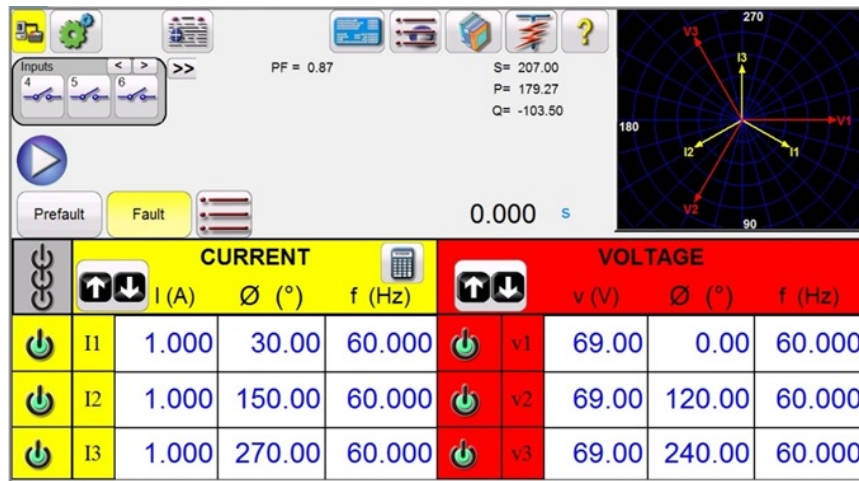 ?
Inputs < > >>
4 5 6
PF = 0.87
S= 207.00
P= 179.27
Q= -103.50
270
V3
I3
180
V1
I2
I1
V2
90
Prefault Fault
0.000 s
CURRENT
I (A) Ø (°) f (Hz)
VOLTAGE
v (V) Ø (°) f (Hz)
I1 1.000 30.00 60.000 v1 69.00 0.00 60.000
I2 1.000 150.00 60.000 v2 69.00 120.00 60.000
I3 1.000 270.00 60.000 v3 69.00 240.00 60.000